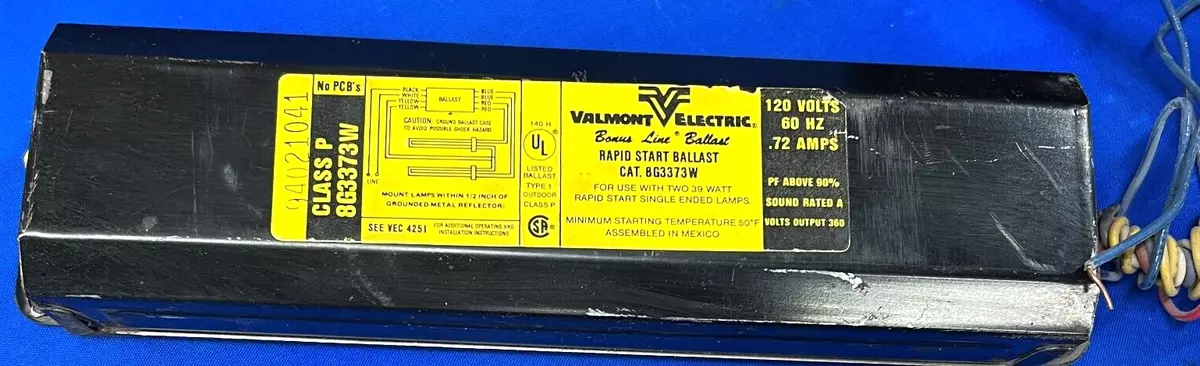 94021041
No PCB's
CLASS P
8G3373W
BLACK
WHITE
YELLOW
YELLOW
BALLAST
BLUE
BLUE
RED
RED
CAUTION: GROUND BALLAST CASE
TO AVOID POSSIBLE SHOCK HAZARD
LINE
MOUNT LAMPS WITHIN 1/2 INCH OF
GROUNDED METAL REFLECTOR
SEE VEC 4251
FOR ADDITIONAL OPERATING AND
INSTALLATION INSTRUCTIONS
140 H
UL
®
LISTED
BALLAST
TYPE 1
OUTDOOR
CLASS P
SA ®
VALMONT ELECTRIC®
Bonus Line® Ballast
RAPID START BALLAST
CAT. 8G3373W
FOR USE WITH TWO 39 WATT
RAPID START SINGLE ENDED LAMPS.
MINIMUM STARTING TEMPERATURE 50°F
ASSEMBLED IN MEXICO
120 VOLTS
60 HZ
.72 AMPS
PF ABOVE 90%
SOUND RATED A
VOLTS OUTPUT 360